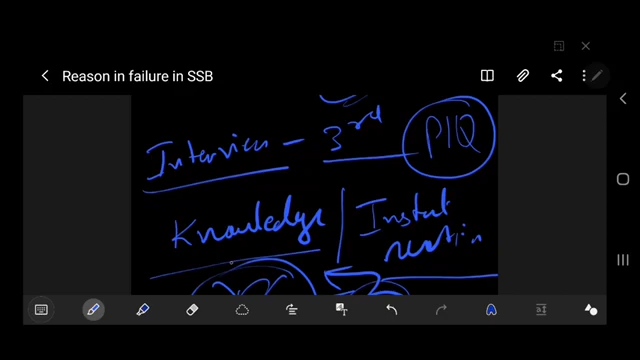 Reason in failure in SSB
Interview - 3rd PIQ
Knowledge | Instant
reaction